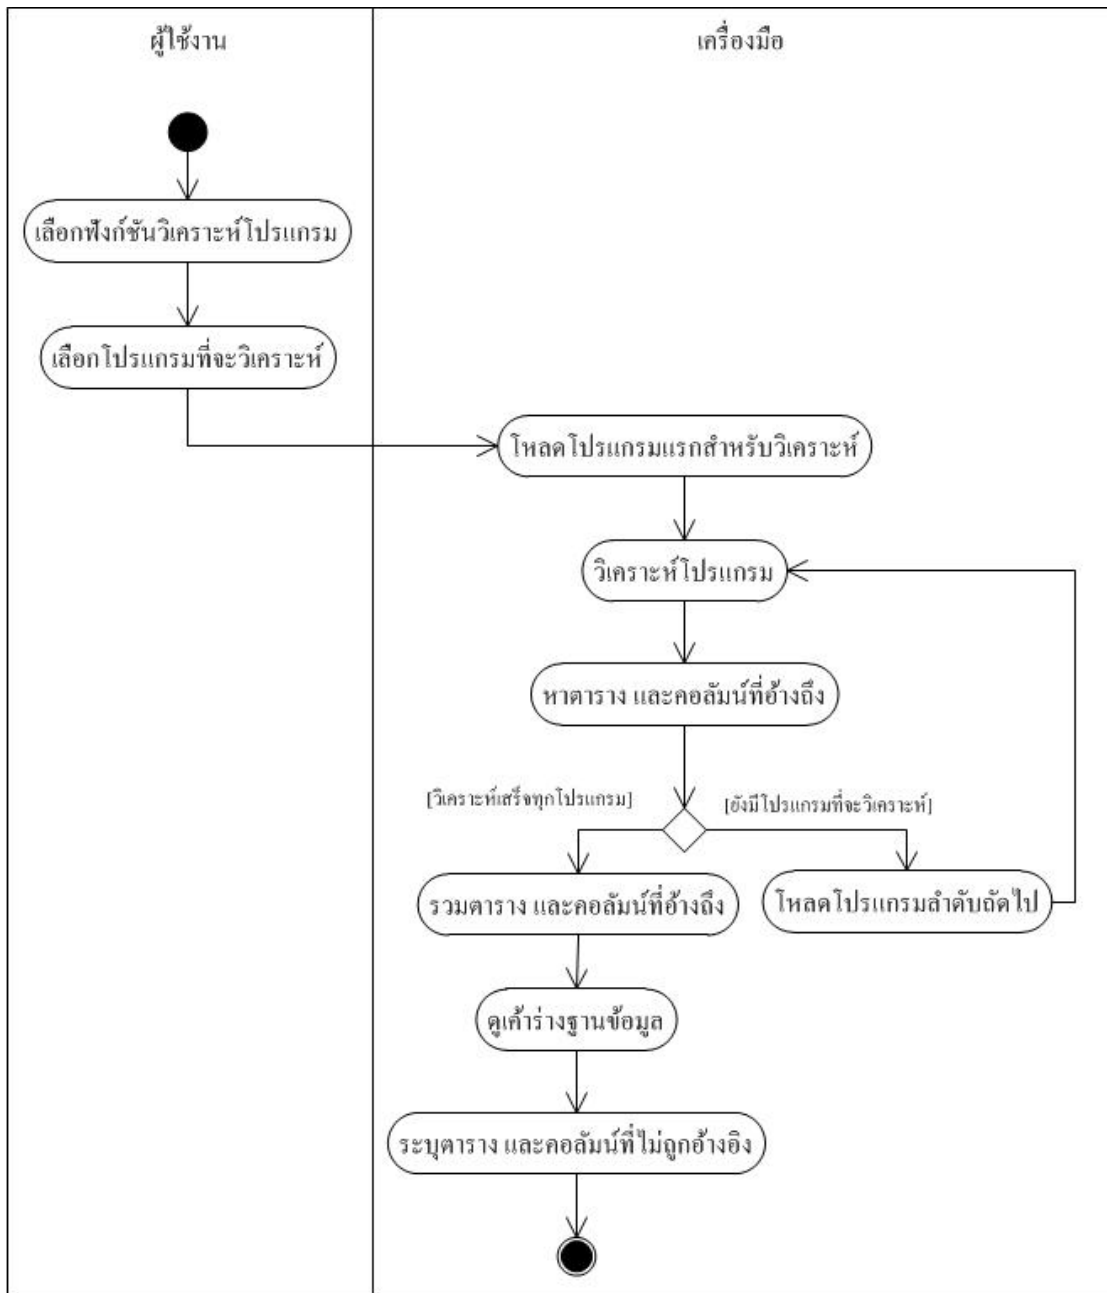 ผู้ใช้งาน
เครื่องมือ
เลือกฟังก์ชันวิเคราะห์โปรแกรม
เลือกโปรแกรมที่จะวิเคราะห์
โหลดโปรแกรมแรกสำหรับวิเคราะห์
วิเคราะห์โปรแกรม
หาตาราง และคอลัมน์ที่อ้างถึง
[วิเคราะห์เสร็จทุกโปรแกรม]
[ยังมีโปรแกรมที่จะวิเคราะห์]
รวมตาราง และคอลัมน์ที่อ้างถึง
โหลดโปรแกรมลำดับถัดไป
ดูเค้าร่างฐานข้อมูล
ระบุตาราง และคอลัมน์ที่ไม่ถูกอ้างอิง